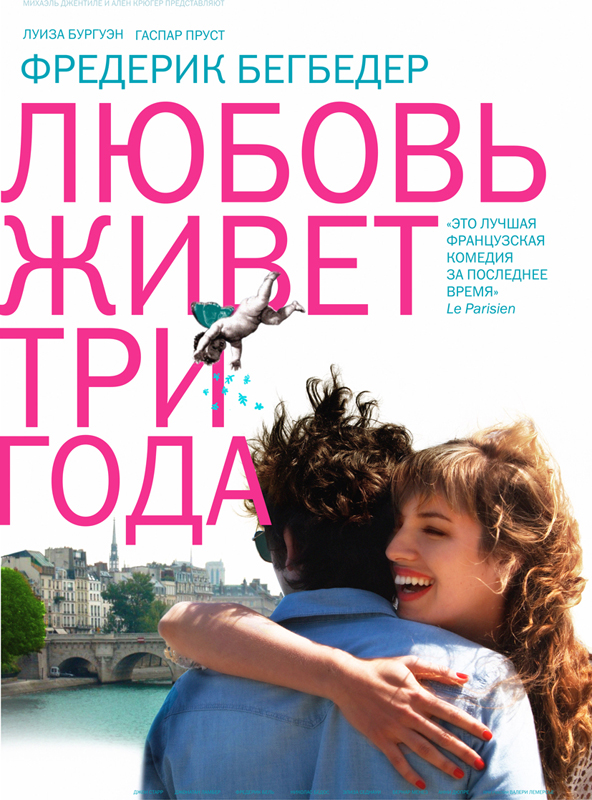 МИХАЭЛЬ ДЖЕНТИЛЕ И АЛЕН КРЮГЕР ПРЕДСТАВЛЯЮТ
ЛУИЗА БУРГУЭН ГАСПАР ПРУСТ
ФРЕДЕРИК БЕГБЕДЕР
ЛЮБОВЬ
ЖИВЕТ
ТРИ
ГОДА
«ЭТО ЛУЧШАЯ
ФРАНЦУЗСКАЯ
КОМЕДИЯ
ЗА ПОСЛЕДНЕЕ
ВРЕМЯ»
Le Parisien